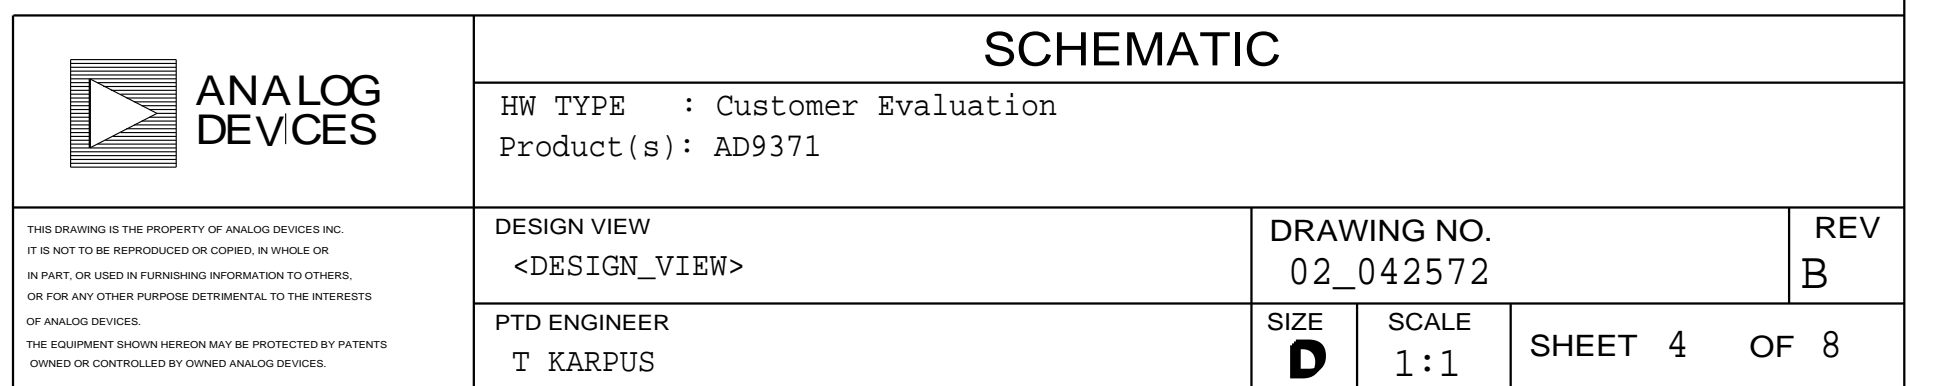 SCHEMATIC
ANALOG
DEVICES
HW TYPE : Customer Evaluation
Product(s): AD9371
THIS DRAWING IS THE PROPERTY OF ANALOG DEVICES INC.
IT IS NOT TO BE REPRODUCED OR COPIED, IN WHOLE OR
IN PART, OR USED IN FURNISHING INFORMATION TO OTHERS,
OR FOR ANY OTHER PURPOSE DETRIMENTAL TO THE INTERESTS
OF ANALOG DEVICES.
THE EQUIPMENT SHOWN HEREON MAY BE PROTECTED BY PATENTS
OWNED OR CONTROLLED BY OWNED ANALOG DEVICES.
DESIGN VIEW
<DESIGN_VIEW>
DRAWING NO.
02_042572
REV
B
PTD ENGINEER
T KARPUS
SIZE
D
SCALE
1:1
SHEET 4 OF 8